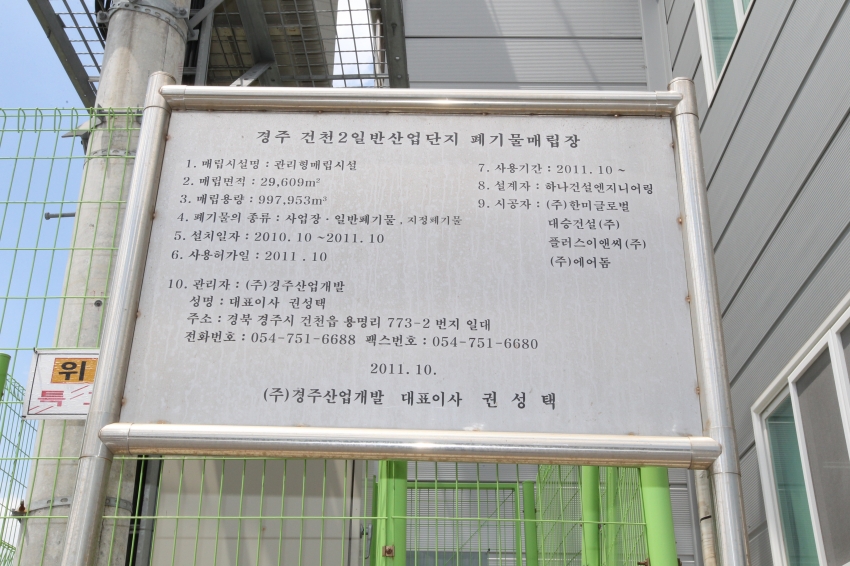 경주 건천2일반산업단지 폐기물매립장
1. 매립시설명 : 관리형매립시설
2. 매립면적 : 29,609m²
3. 매립용량 : 997,953m³
4. 폐기물의 종류 : 사업장·일반폐기물, 지정폐기물
5. 설치일자 : 2010. 10 ~2011. 10
6. 사용허가일 : 2011. 10
7. 사용기간 : 2011. 10 ~
8. 설계자 : 하나건설엔지니어링
9. 시공자 : (주)한미글로벌
대승건설(주)
플러스이앤씨(주)
(주)에어돔
10. 관리자 : (주)경주산업개발
성명 : 대표이사 권성택
주소 : 경북 경주시 건천읍 용명리 773-2 번지 일대
전화번호 : 054-751-6688 팩스번호 : 054-751-6680
2011. 10.
(주)경주산업개발 대표이사 권 성 택
위
특